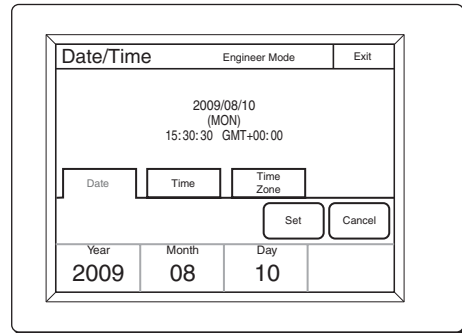 Date/Time Engineer Mode Exit
2009/08/10
(MON)
15:30:30 GMT+00:00
Date Time Time Zone
Set Cancel
Year Month Day
2009 08 10